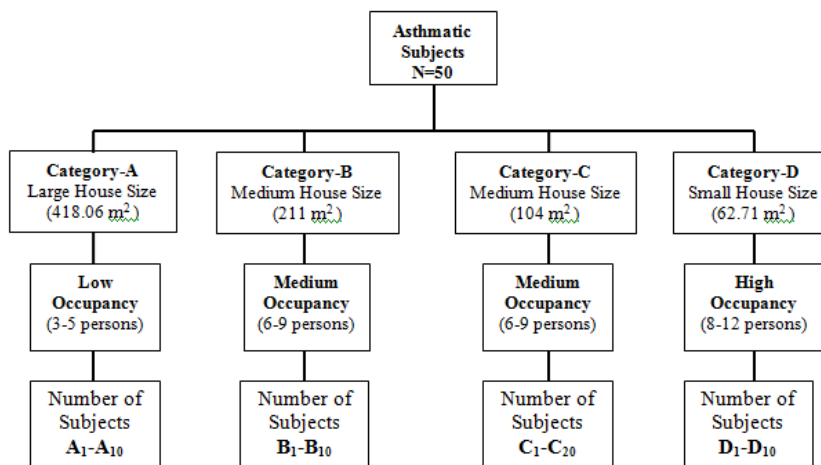 Asthmatic
Subjects
N=50
Category-A
Large House Size
(418.06 m².)
Category-B
Medium House Size
(211 m².)
Category-C
Medium House Size
(104 m².)
Category-D
Small House Size
(62.71 m².)
Low
Occupancy
(3-5 persons)
Medium
Occupancy
(6-9 persons)
Medium
Occupancy
(6-9 persons)
High
Occupancy
(8-12 persons)
Number of
Subjects
A₁-A₁₀
Number of
Subjects
B₁-B₁₀
Number of
Subjects
C₁-C₂₀
Number of
Subjects
D₁-D₁₀